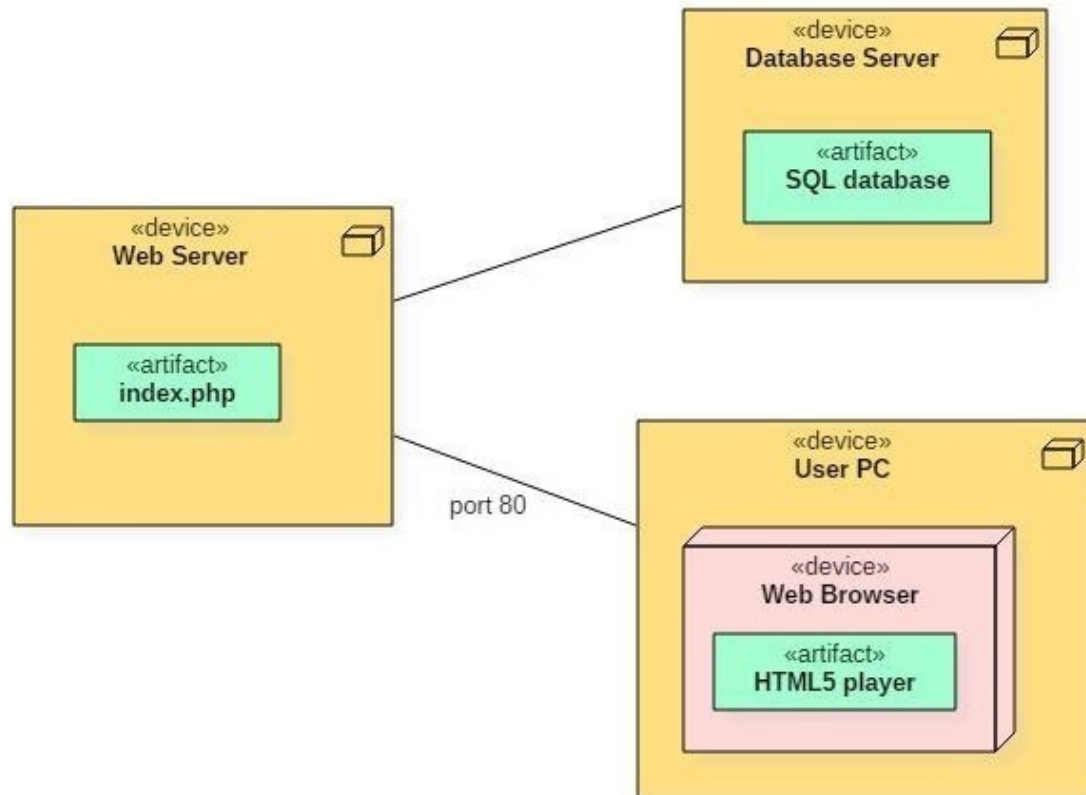 «device»
Database Server
«artifact»
SQL database
«device»
Web Server
«artifact»
index.php
port 80
«device»
User PC
«device»
Web Browser
«artifact»
HTML5 player